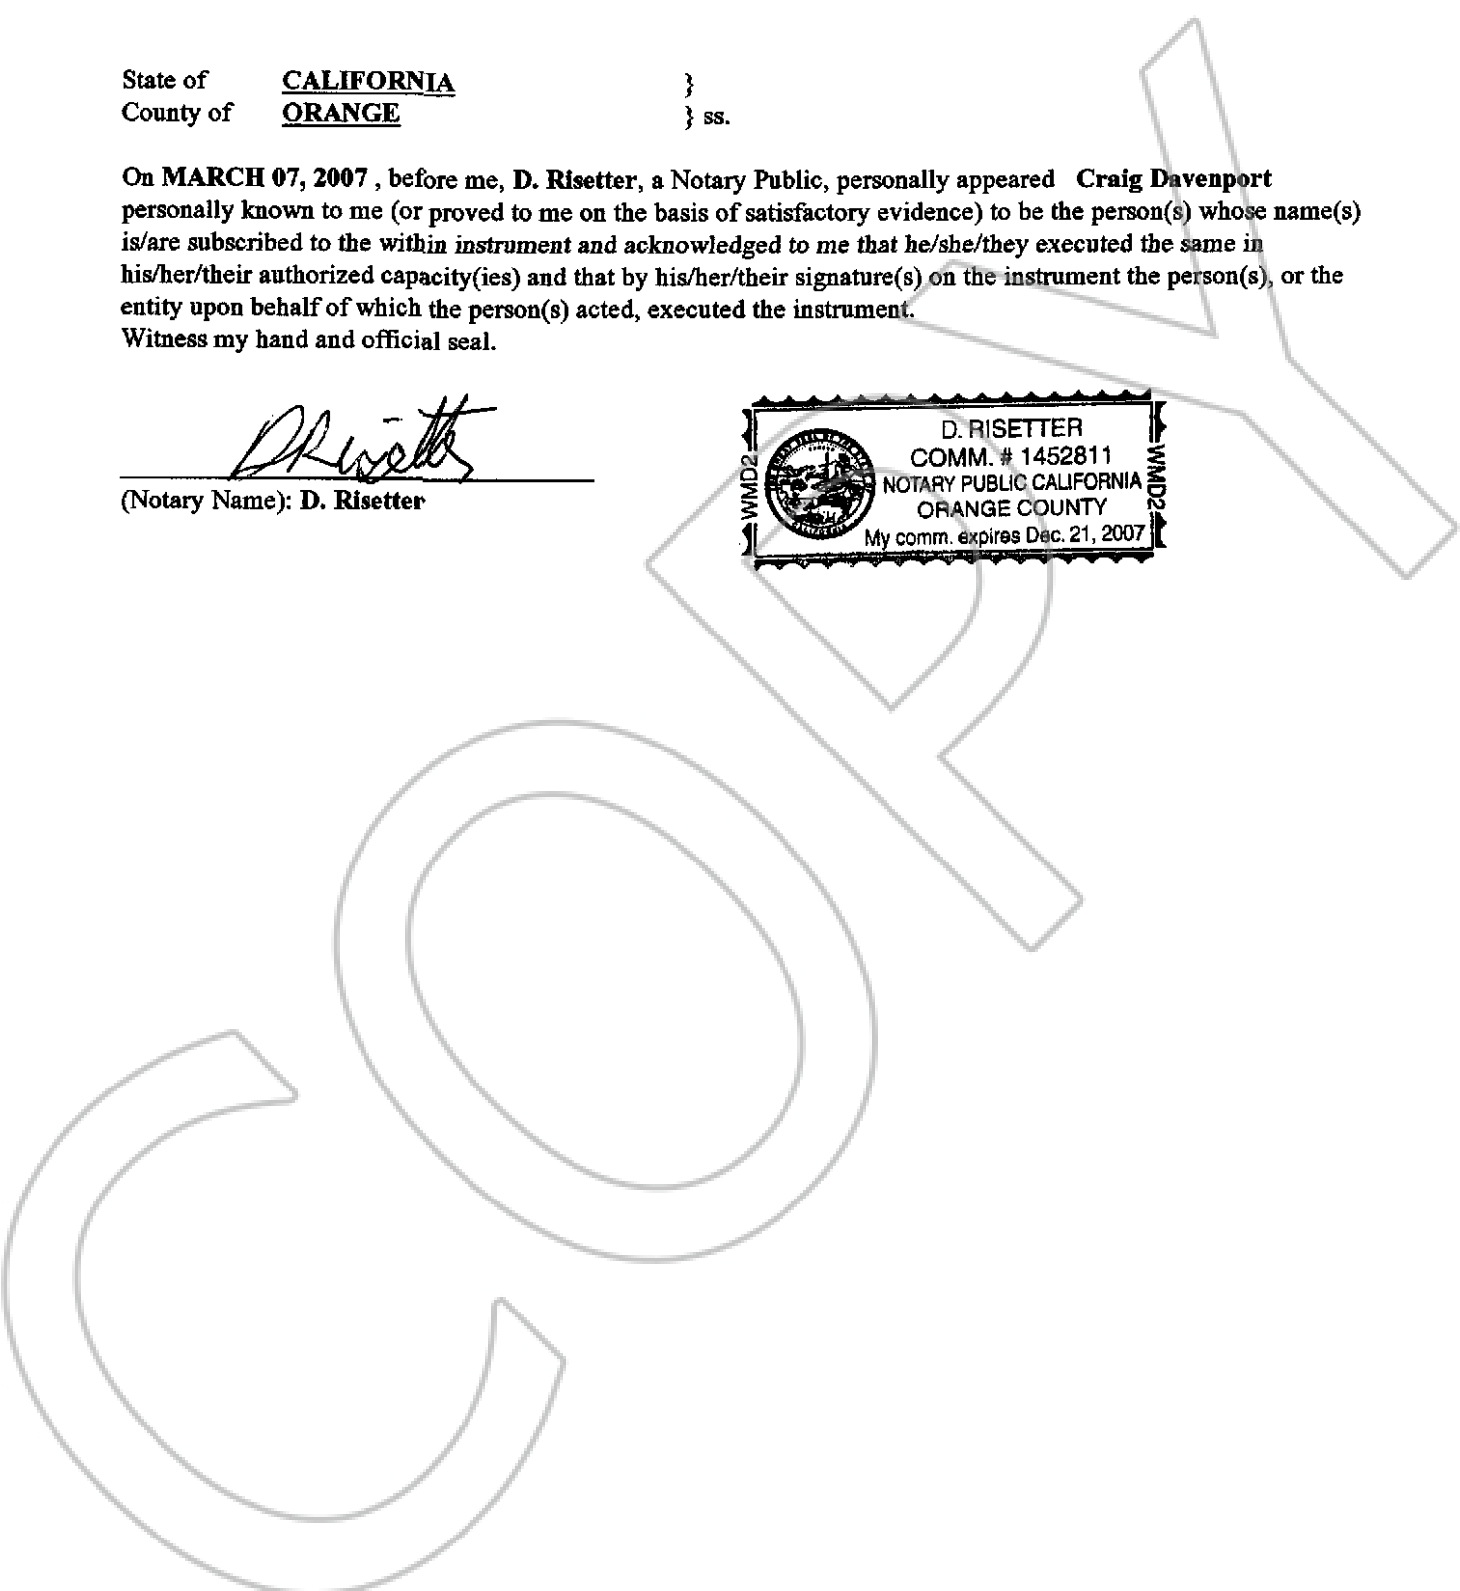 State of CALIFORNIA }
County of ORANGE } ss.
On MARCH 07, 2007 , before me, D. Risetter, a Notary Public, personally appeared Craig Davenport
personally known to me (or proved to me on the basis of satisfactory evidence) to be the person(s) whose name(s)
is/are subscribed to the within instrument and acknowledged to me that he/she/they executed the same in
his/her/their authorized capacity(ies) and that by his/her/their signature(s) on the instrument the person(s), or the
entity upon behalf of which the person(s) acted, executed the instrument.
Witness my hand and official seal.
DRisetter
(Notary Name): D. Risetter
WMD2
D. RISETTER
COMM. # 1452811
NOTARY PUBLIC CALIFORNIA
ORANGE COUNTY
My comm. expires Dec. 21, 2007
WMD2
COPY